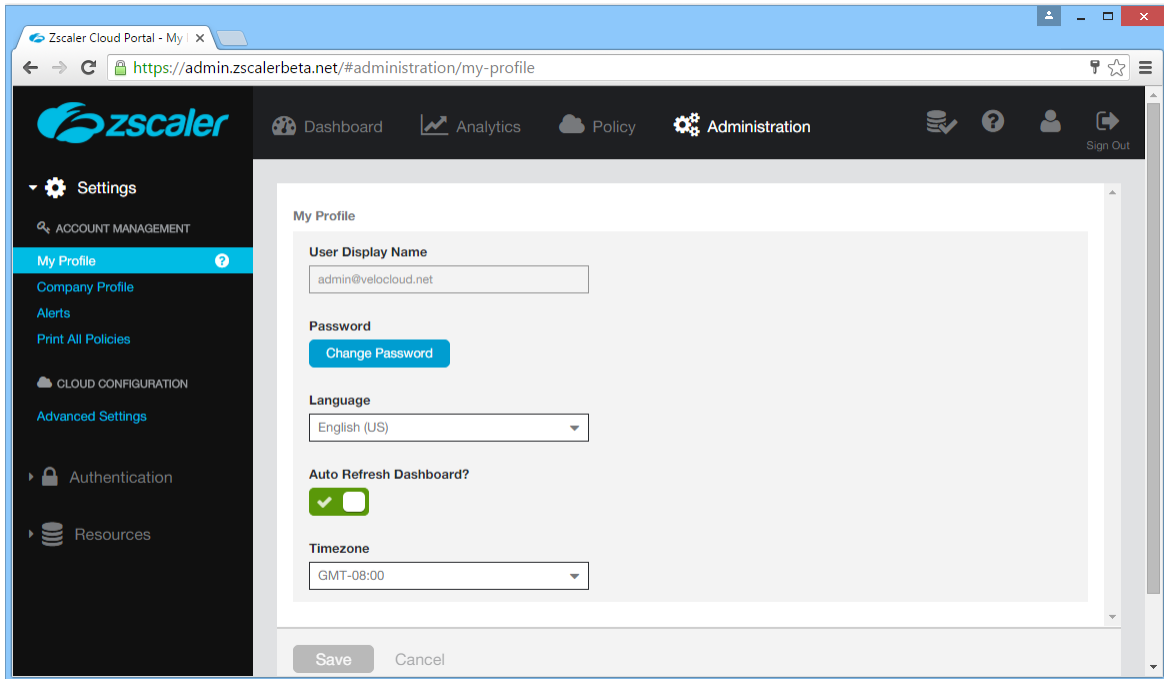 Zscaler Cloud Portal - My
https://admin.zscalerbeta.net/#administration/my-profile
zscaler
Dashboard
Analytics
Policy
Administration
Sign Out
Settings
ACCOUNT MANAGEMENT
My Profile
Company Profile
Alerts
Print All Policies
CLOUD CONFIGURATION
Advanced Settings
Authentication
Resources
My Profile
User Display Name
admin@velocloud.net
Password
Change Password
Language
English (US)
Auto Refresh Dashboard?
Timezone
GMT-08:00
Save
Cancel